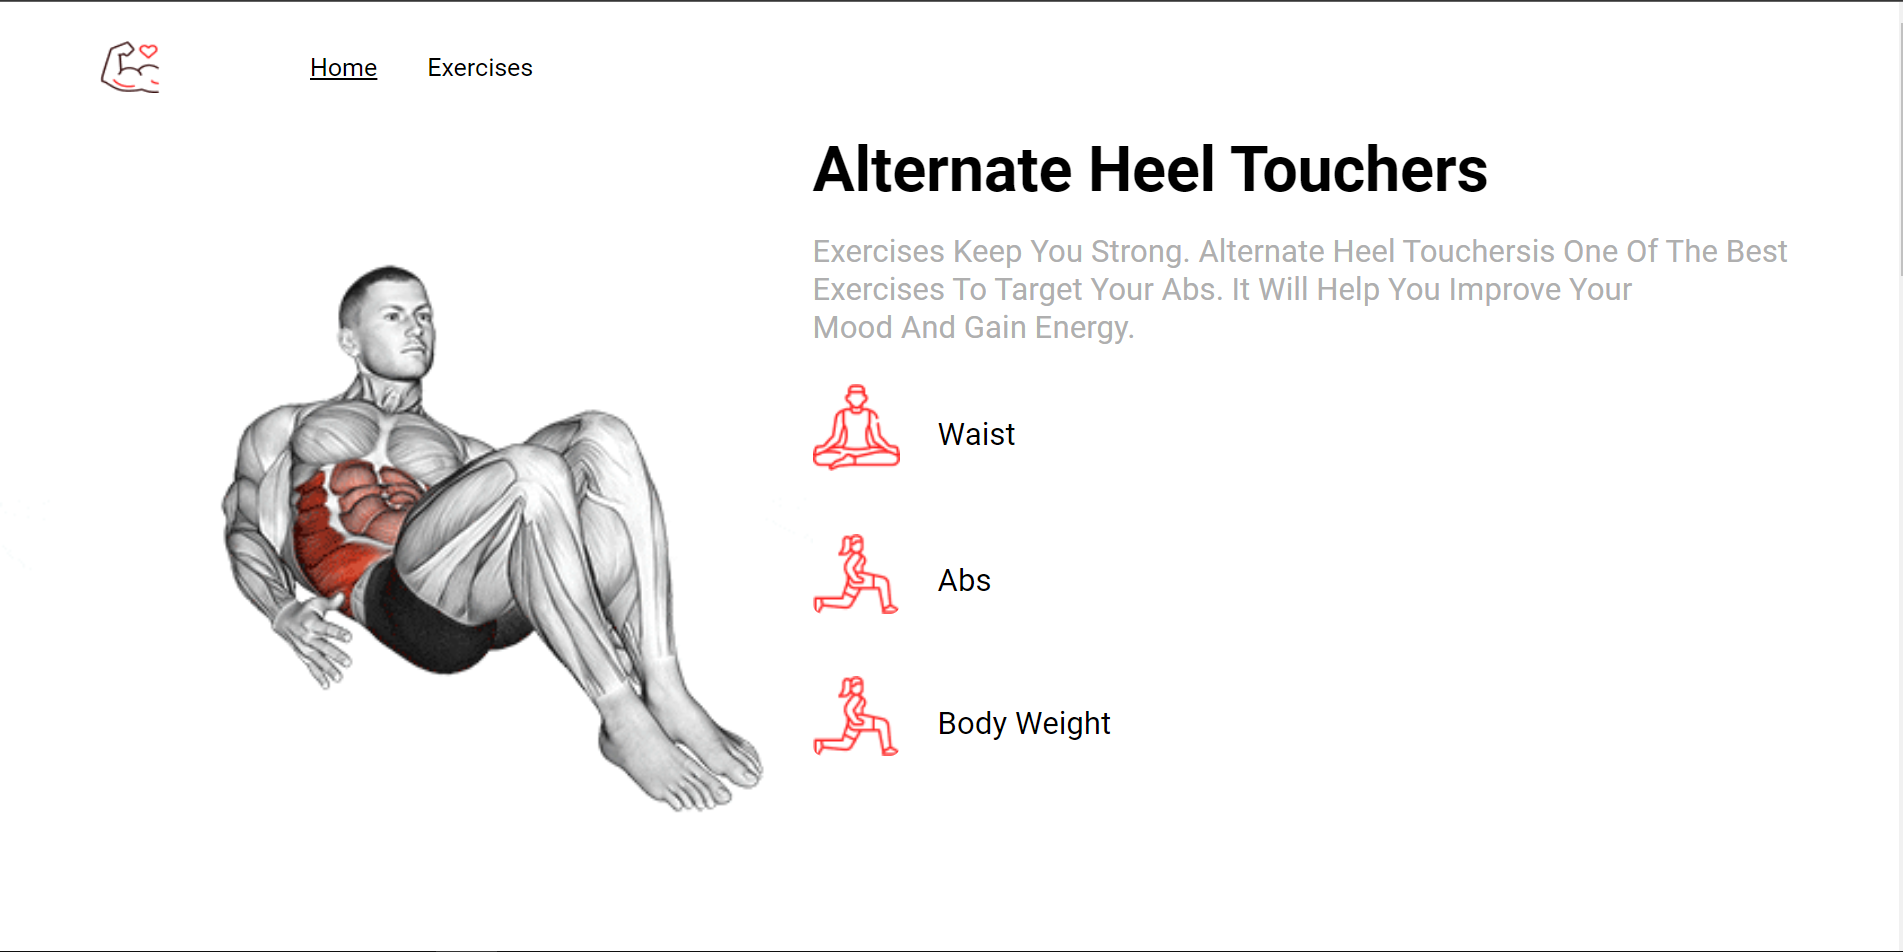 Home Exercises
Alternate Heel Touchers
Exercises Keep You Strong. Alternate Heel Touchersis One Of The Best
Exercises To Target Your Abs. It Will Help You Improve Your
Mood And Gain Energy.
Waist
Abs
Body Weight